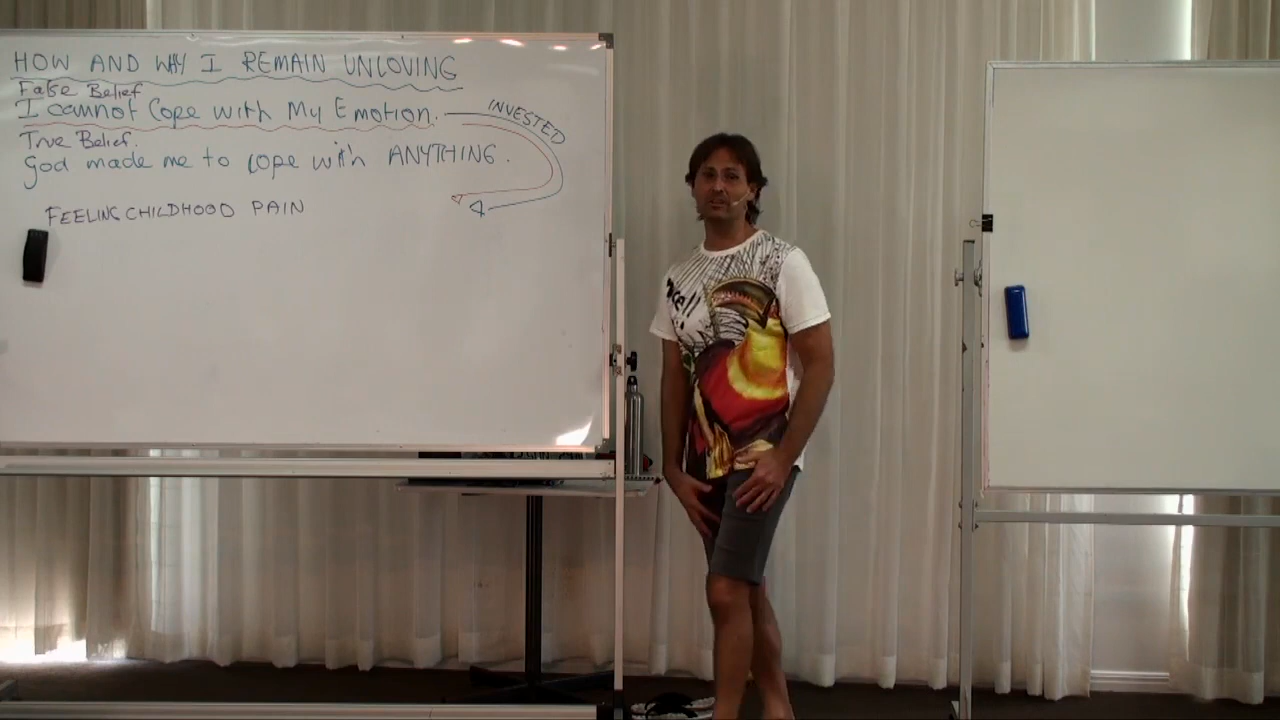 HOW AND WHY I REMAIN UNLOVING
False Belief
I cannot Cope with My Emotion.
INVESTED
True Belief.
God made me to cope with ANYTHING.
FEELING CHILDHOOD PAIN